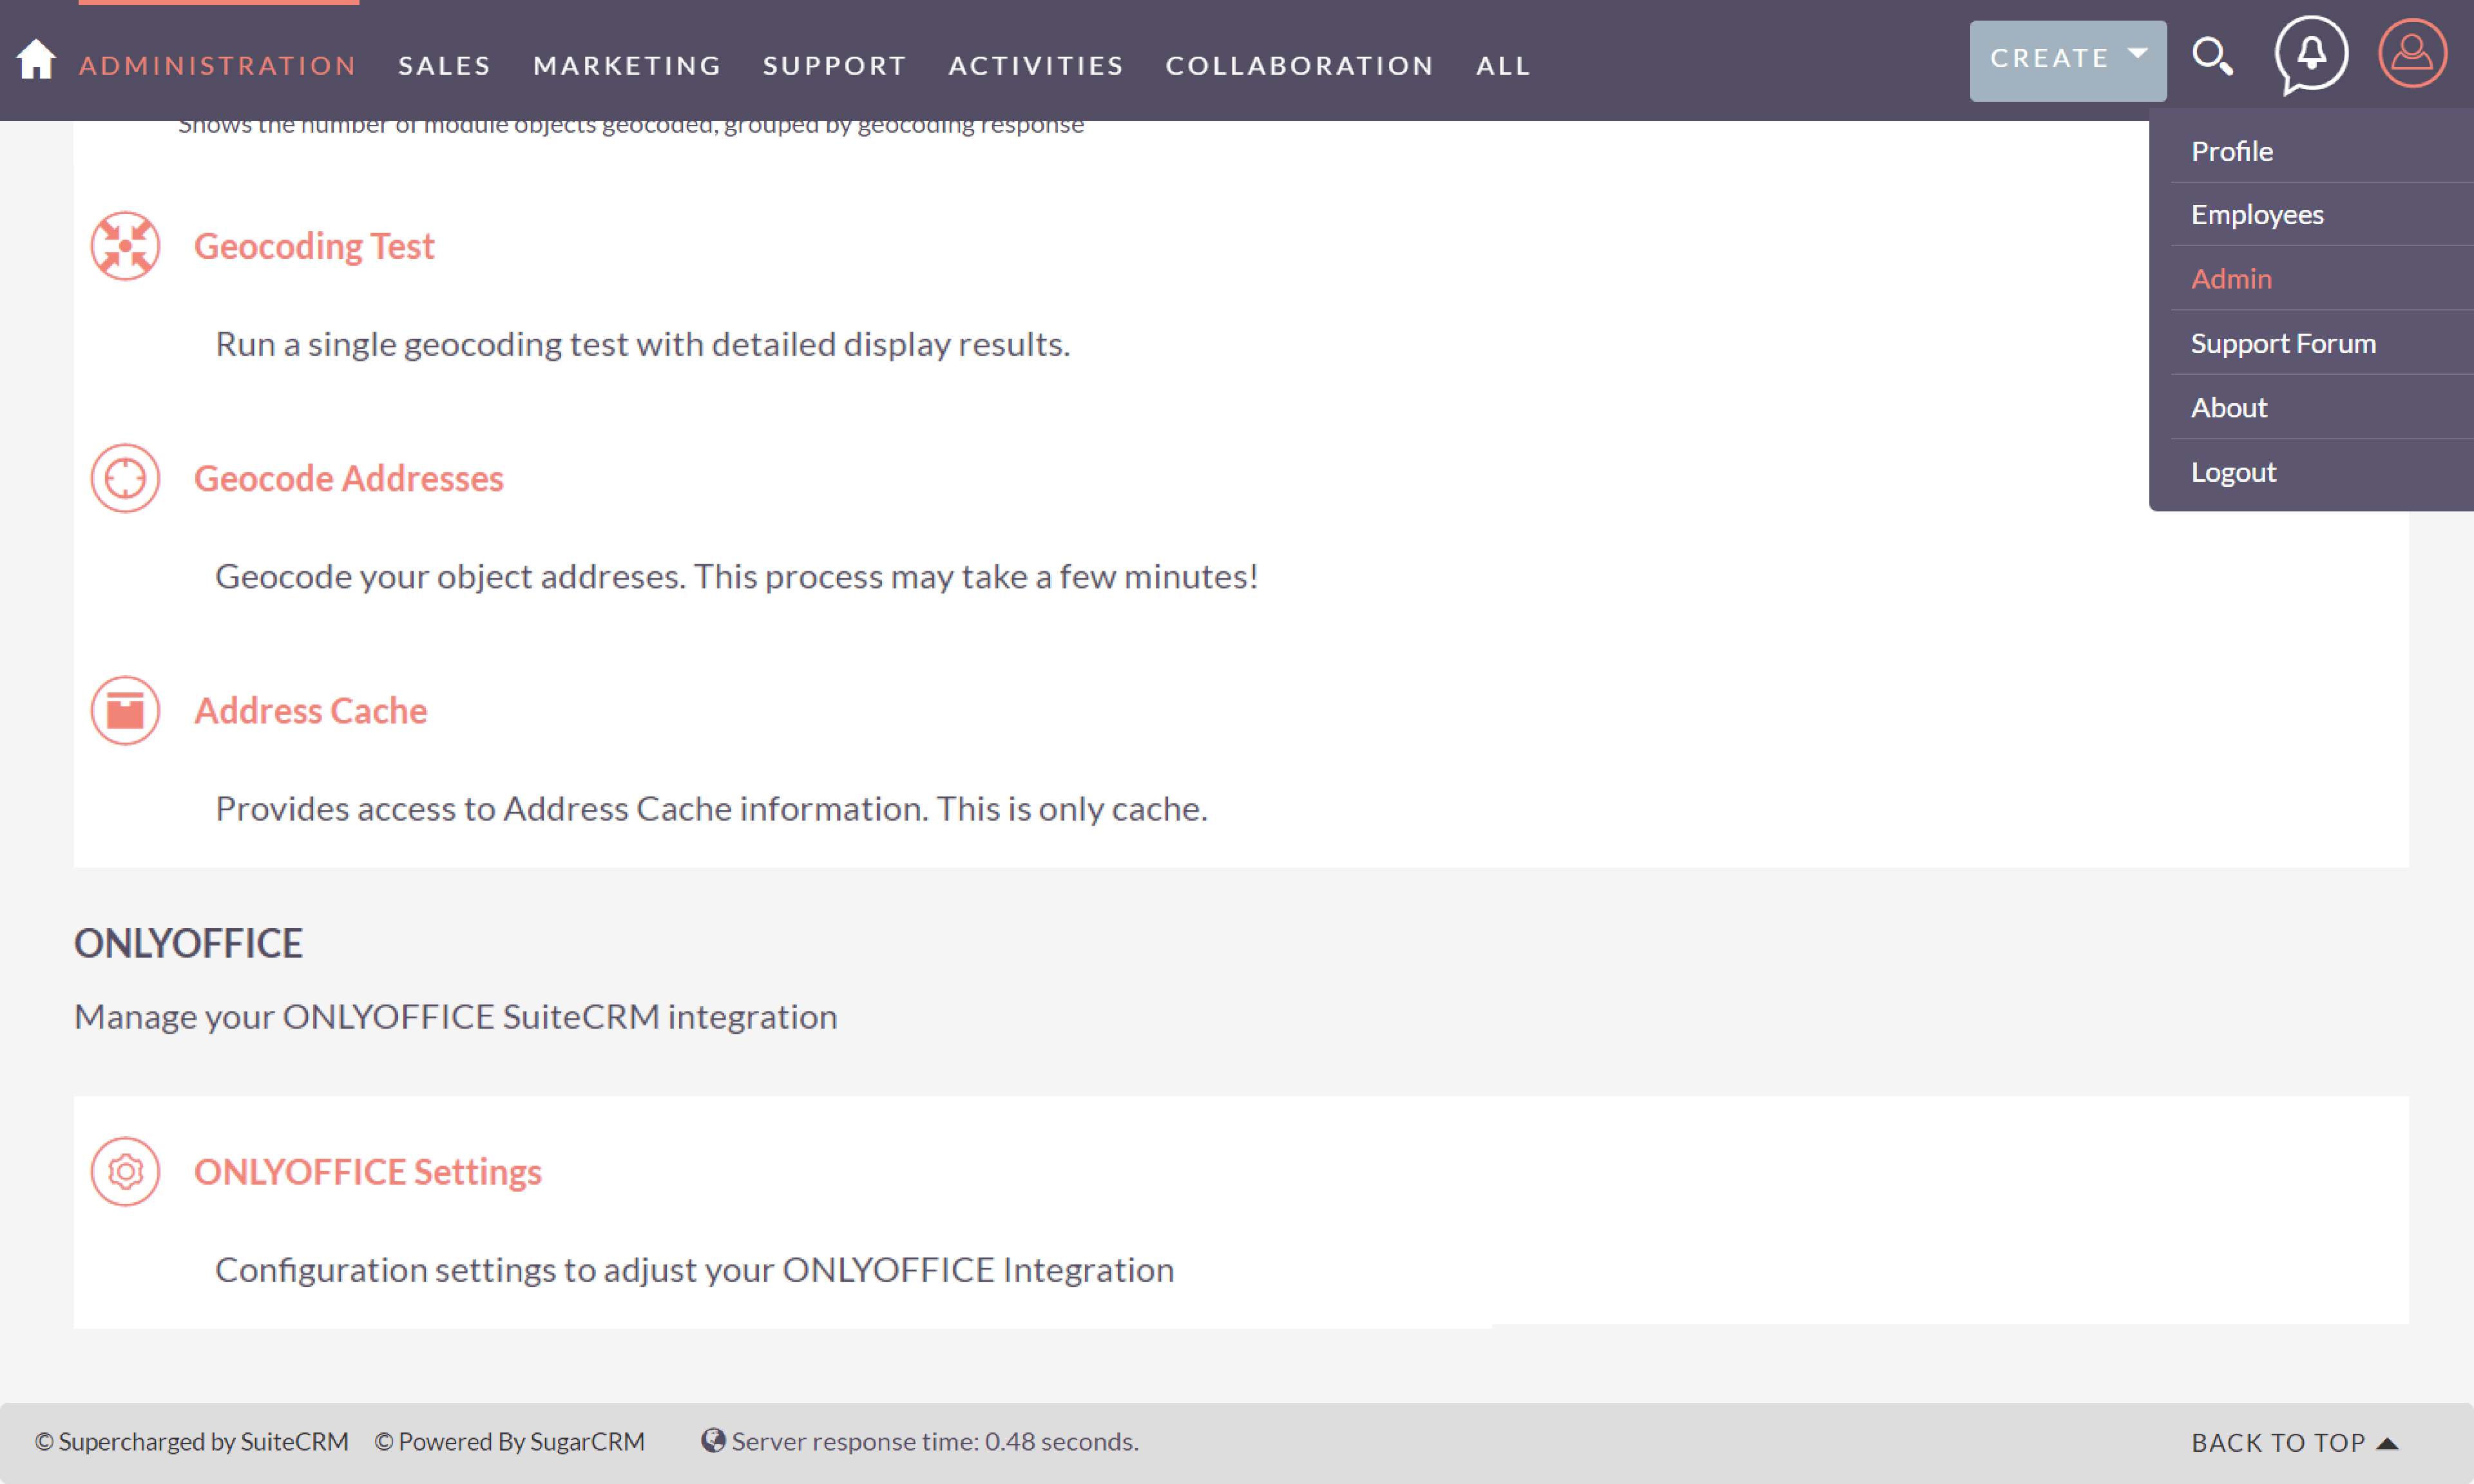 ADMINISTRATION SALES MARKETING SUPPORT ACTIVITIES COLLABORATION ALL CREATE
Shows the number of module objects geocoded, grouped by geocoding response
Profile
Employees
Admin
Support Forum
About
Logout
Geocoding Test
Run a single geocoding test with detailed display results.
Geocode Addresses
Geocode your object addreses. This process may take a few minutes!
Address Cache
Provides access to Address Cache information. This is only cache.
ONLYOFFICE
Manage your ONLYOFFICE SuiteCRM integration
ONLYOFFICE Settings
Configuration settings to adjust your ONLYOFFICE Integration
© Supercharged by SuiteCRM © Powered By SugarCRM Server response time: 0.48 seconds. BACK TO TOP